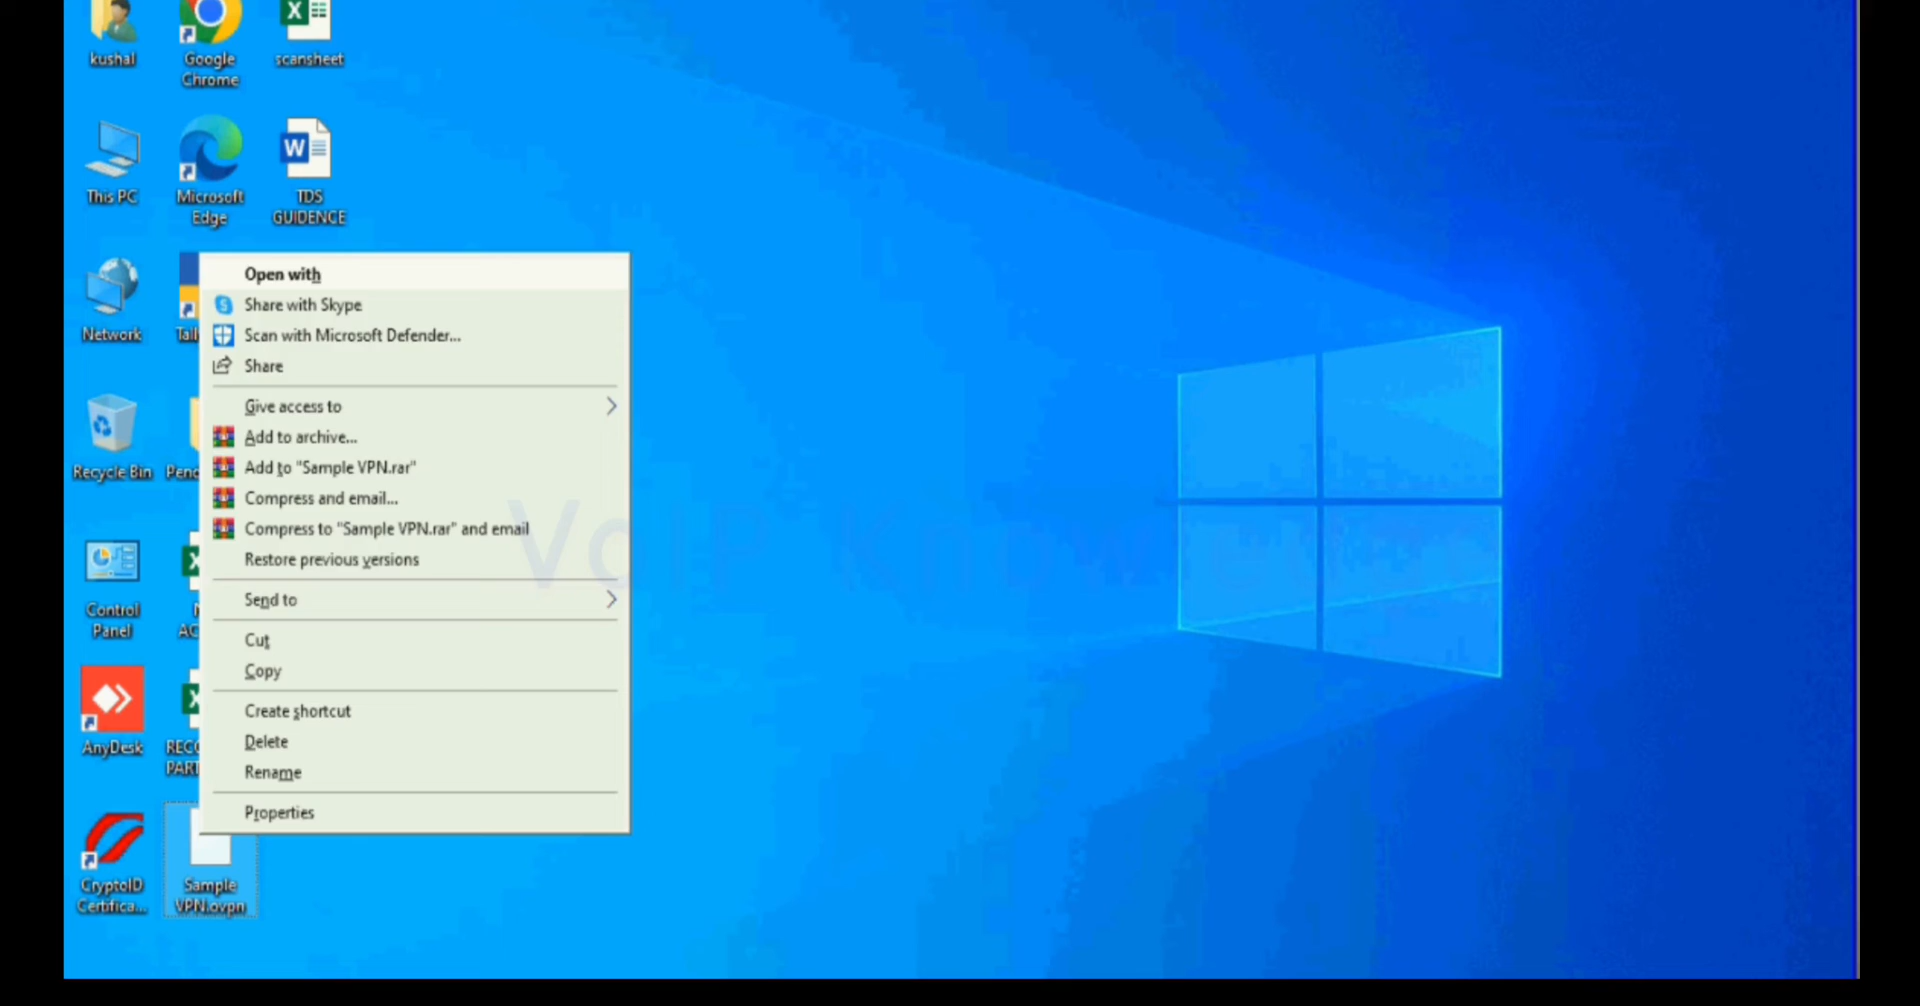 kushal
Google
Chrome
scansheet
This PC
Microsoft
Edge
TDS
GUIDENCE
Network
Recycle Bin
Control
Panel
AnyDesk
CryptoID
Certifica...
Sample
VPN.ovpn
Open with
Share with Skype
Scan with Microsoft Defender...
Share
Give access to
Add to archive...
Add to "Sample VPN.rar"
Compress and email...
Compress to "Sample VPN.rar" and email
Restore previous versions
Send to
Cut
Copy
Create shortcut
Delete
Rename
Properties
VoIP